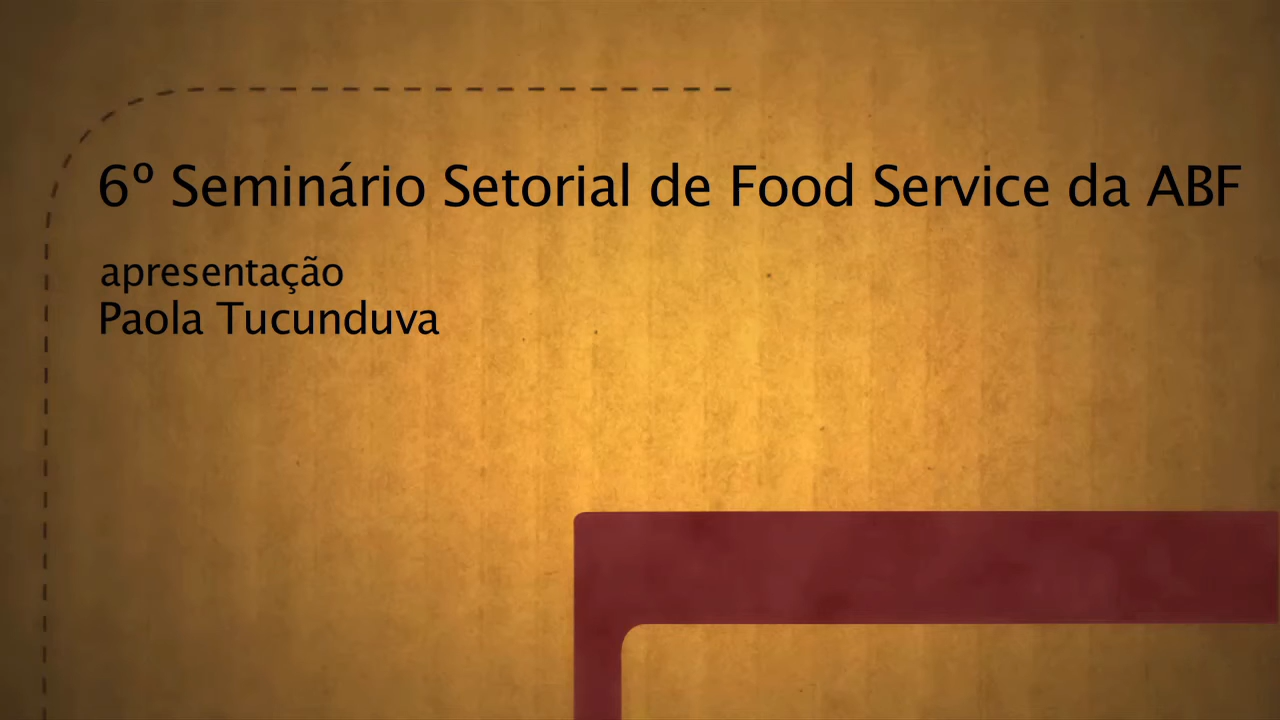 6º Seminário Setorial de Food Service da ABF
apresentação
Paola Tucunduva